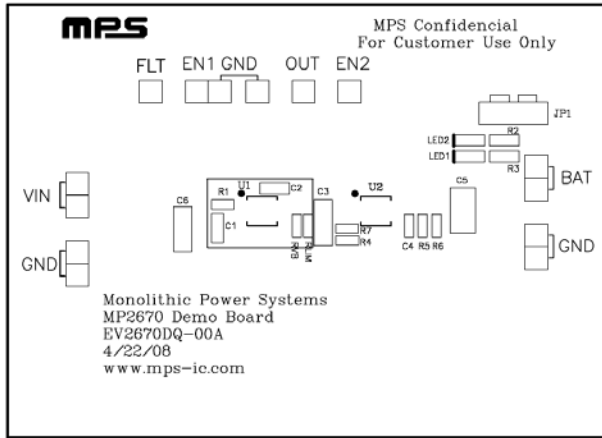 mps
MPS Confidencial
For Customer Use Only
FLT EN1 GND OUT EN2
JP1
LED2 R2
LED1 R3
BAT
VIN
U1 U2
R1 C2 C3 C5
C6 C1
R7
R4
RVB RLIM
C4 R5 R6
GND GND
Monolithic Power Systems
MP2670 Demo Board
EV2670DQ-00A
4/22/08
www.mps-ic.com